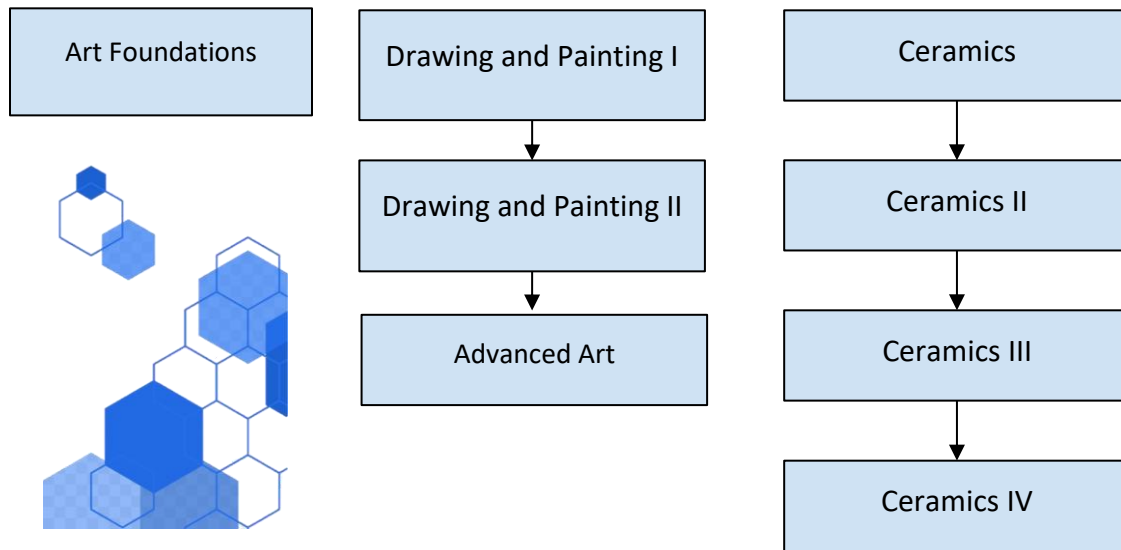 Art Foundations
Drawing and Painting I
Drawing and Painting II
Advanced Art
Ceramics
Ceramics II
Ceramics III
Ceramics IV